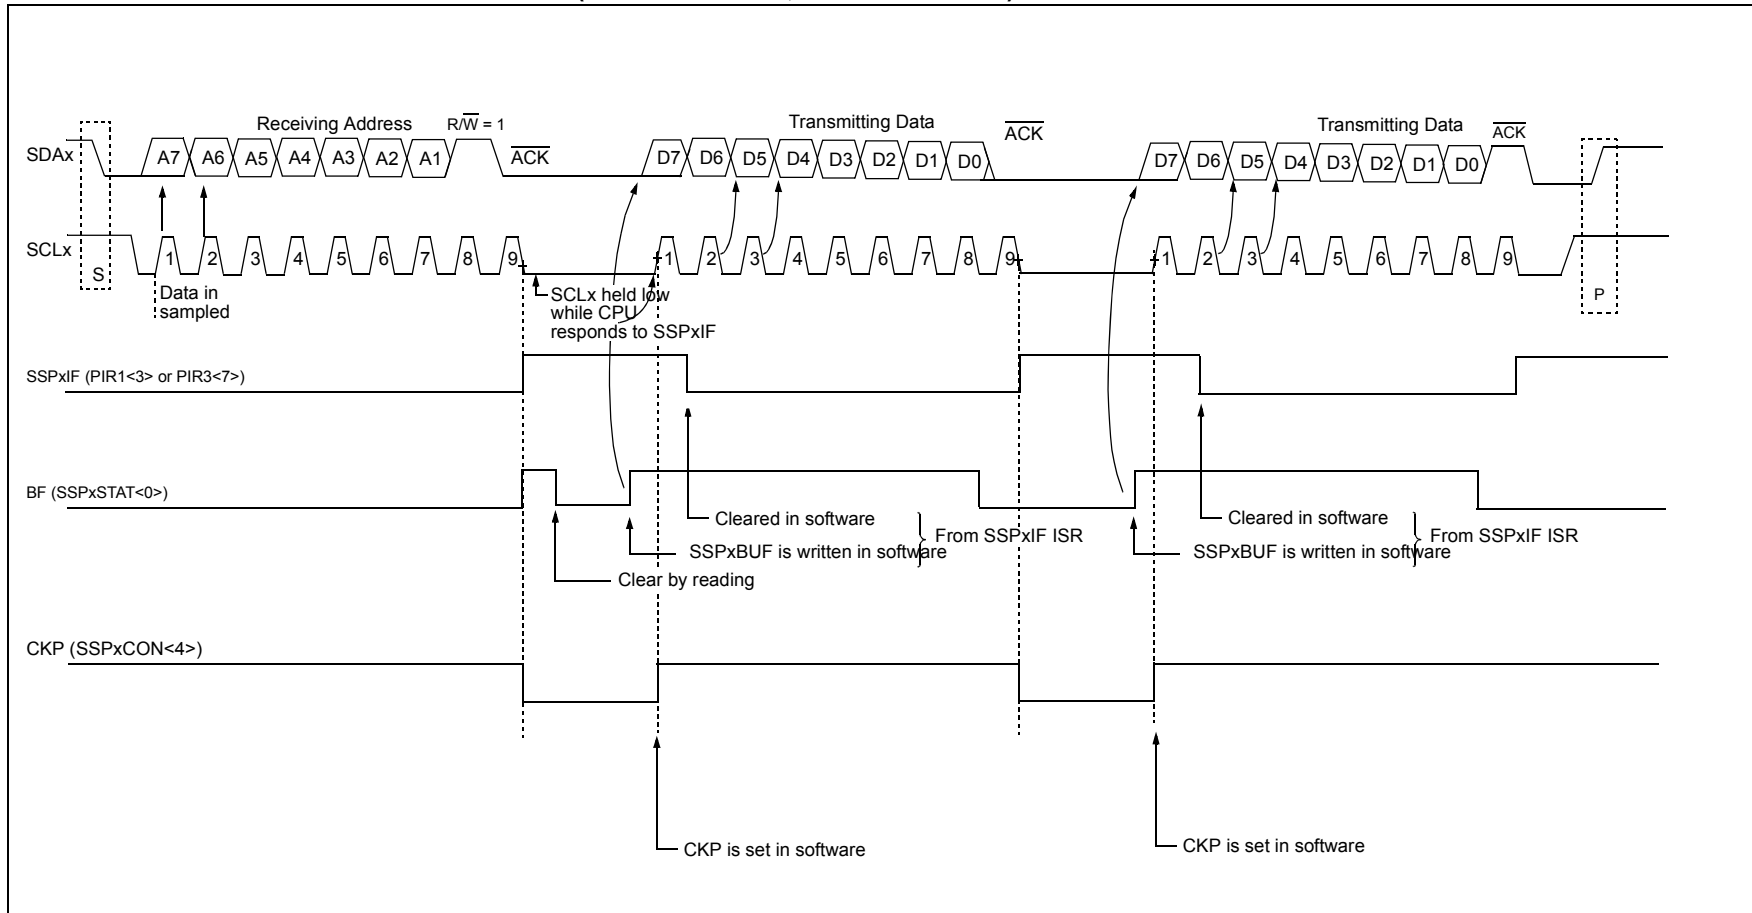 Receiving Address
R/W = 1
Transmitting Data
ACK
Transmitting Data
ACK
SDAx
A7 A6 A5 A4 A3 A2 A1
ACK
D7 D6 D5 D4 D3 D2 D1 D0
D7 D6 D5 D4 D3 D2 D1 D0
SCLx
S
1 2 3 4 5 6 7 8 9
1 2 3 4 5 6 7 8 9
1 2 3 4 5 6 7 8 9
P
Data in
sampled
SCLx held low
while CPU
responds to SSPxIF
SSPxIF (PIR1<3> or PIR3<7>)
BF (SSPxSTAT<0>)
Cleared in software
SSPxBUF is written in software
From SSPxIF ISR
Clear by reading
Cleared in software
SSPxBUF is written in software
From SSPxIF ISR
CKP (SSPxCON<4>)
CKP is set in software
CKP is set in software